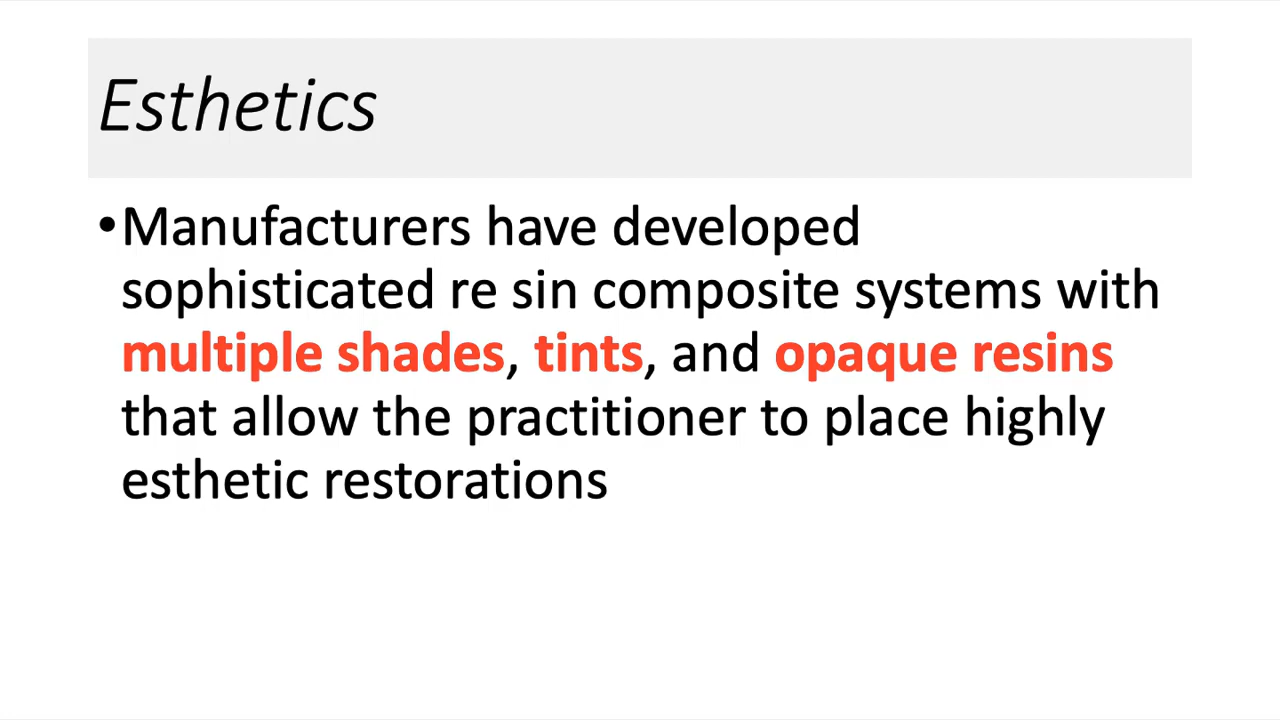 Esthetics
•Manufacturers have developed
sophisticated re sin composite systems with
multiple shades, tints, and opaque resins
that allow the practitioner to place highly
esthetic restorations